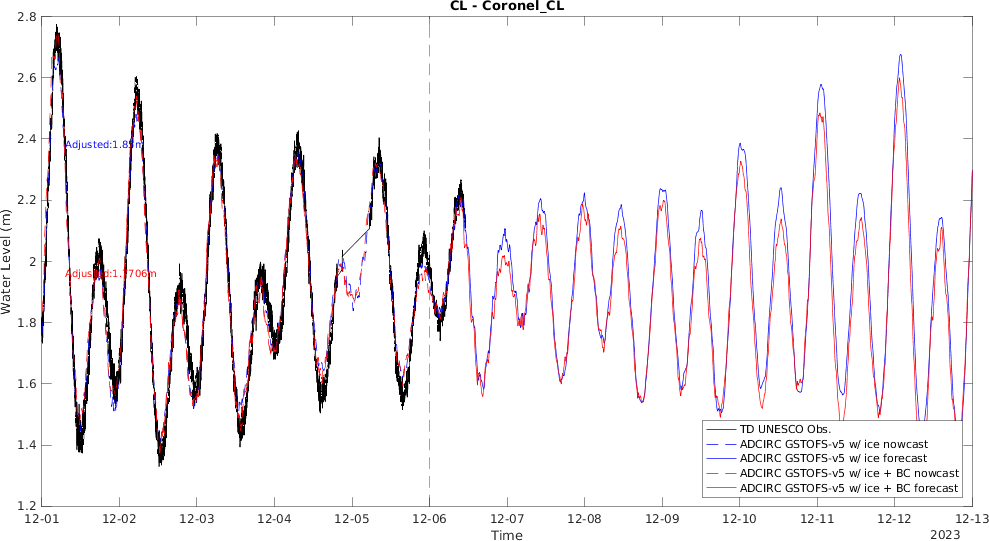 CL - Coronel_CL
2.8
2.6
2.4
2.2
2
1.8
1.6
1.4
1.2
Water Level (m)
Adjusted:1.85m
Adjusted:1.7706m
TD UNESCO Obs.
ADCIRC GSTOFS-v5 w/ ice nowcast
ADCIRC GSTOFS-v5 w/ ice forecast
ADCIRC GSTOFS-v5 w/ ice + BC nowcast
ADCIRC GSTOFS-v5 w/ ice + BC forecast
12-01 12-02 12-03 12-04 12-05 12-06 12-07 12-08 12-09 12-10 12-11 12-12 12-13
Time
2023